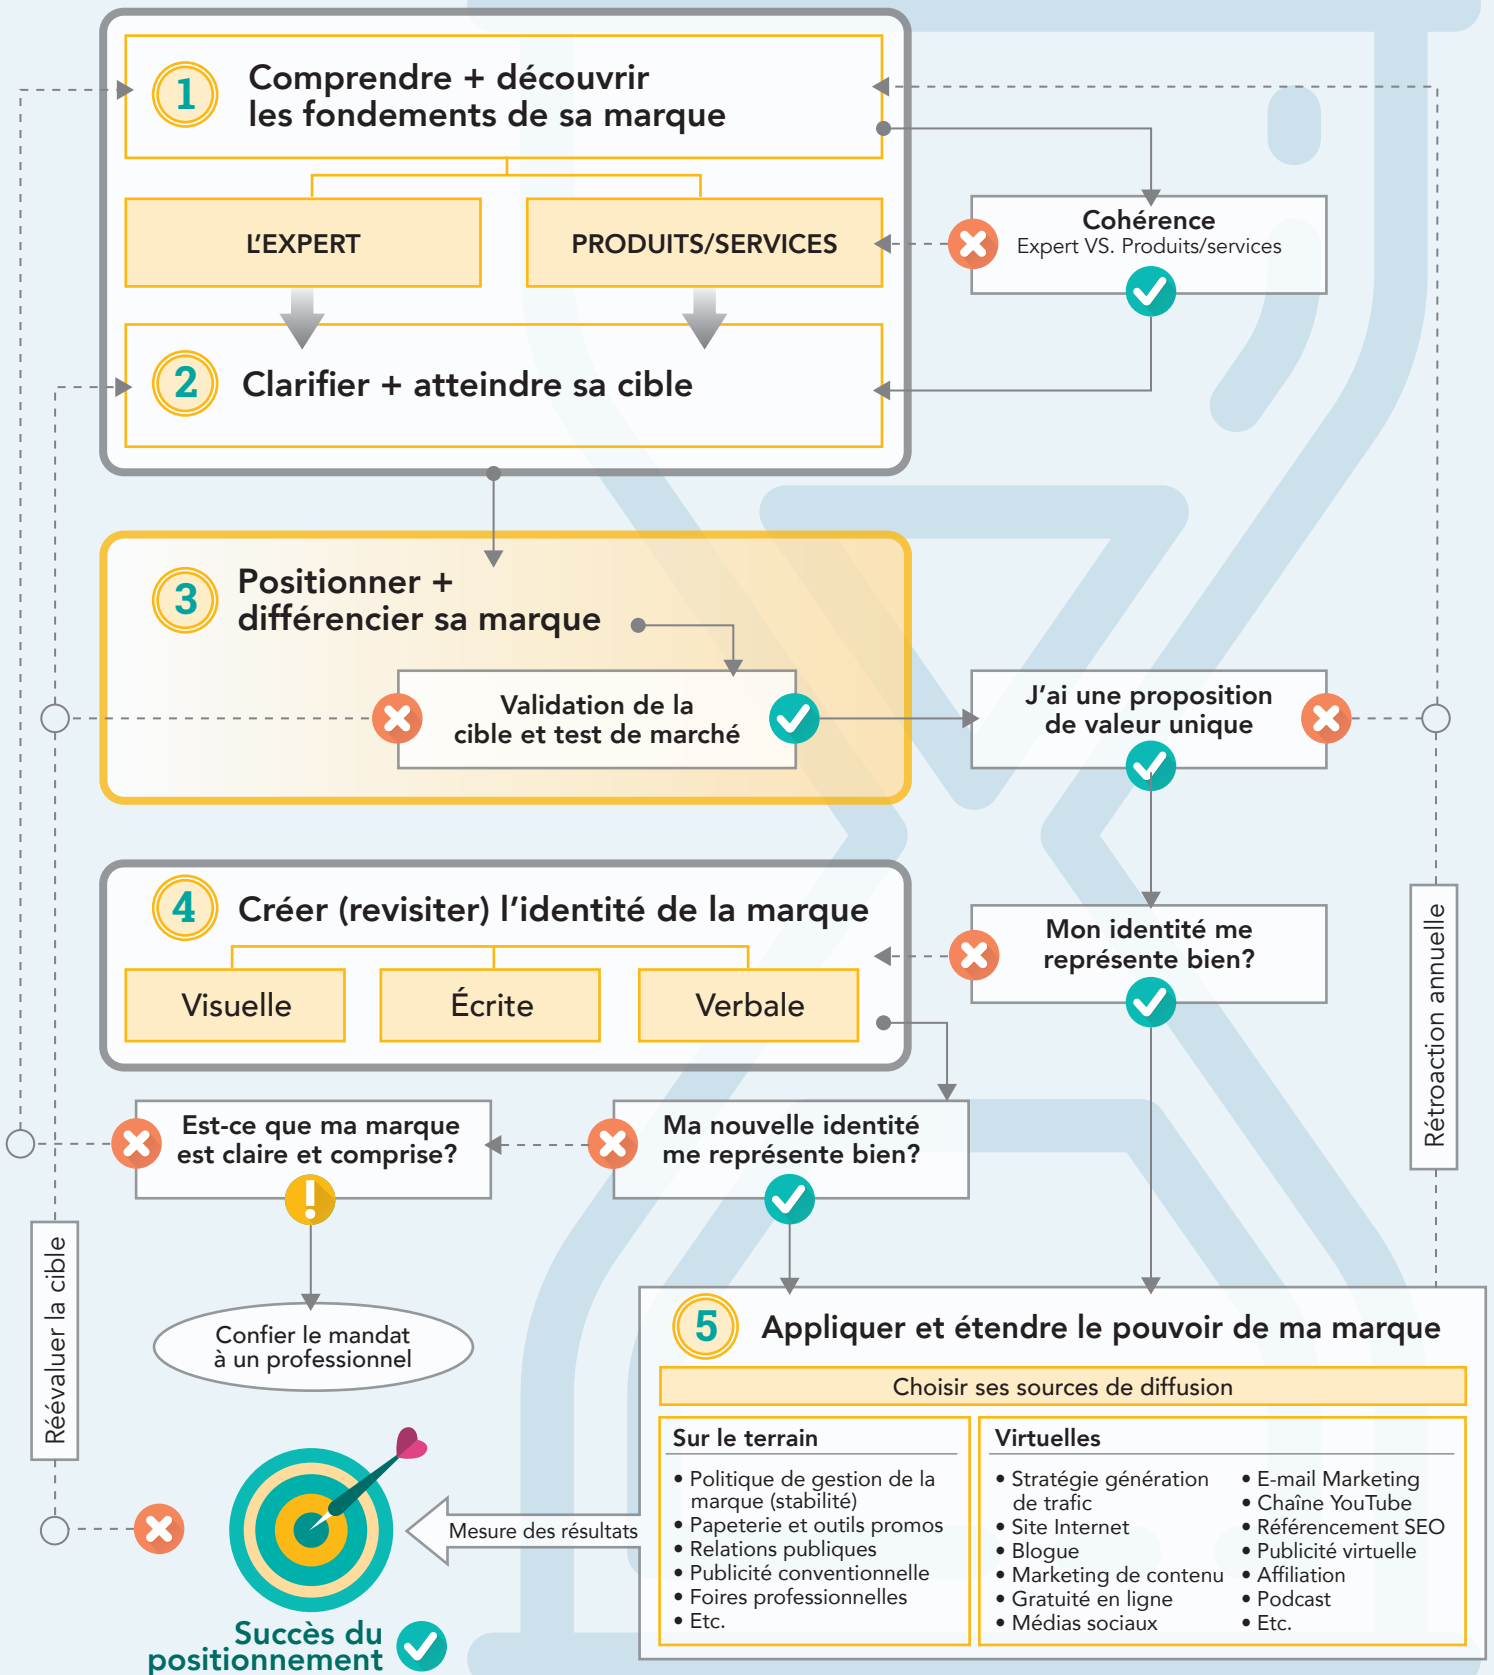 1
Comprendre + découvrir
les fondements de sa marque
L'EXPERT
PRODUITS/SERVICES
Cohérence
Expert VS. Produits/services
2
Clarifier + atteindre sa cible
3
Positionner +
différencier sa marque
Validation de la
cible et test de marché
J'ai une proposition
de valeur unique
4
Créer (revisiter) l'identité de la marque
Visuelle
Écrite
Verbale
Mon identité me
représente bien?
Rétroaction annuelle
Est-ce que ma marque
est claire et comprise?
Ma nouvelle identité
me représente bien?
Réévaluer la cible
Confier le mandat
à un professionnel
5
Appliquer et étendre le pouvoir de ma marque
Choisir ses sources de diffusion
Sur le terrain
• Politique de gestion de la
marque (stabilité)
• Papeterie et outils promos
• Relations publiques
• Publicité conventionnelle
• Foires professionnelles
• Etc.
Virtuelles
• Stratégie génération
de trafic
• Site Internet
• Blogue
• Marketing de contenu
• Gratuité en ligne
• Médias sociaux
• E-mail Marketing
• Chaîne YouTube
• Référencement SEO
• Publicité virtuelle
• Affiliation
• Podcast
• Etc.
Mesure des résultats
Succès du
positionnement